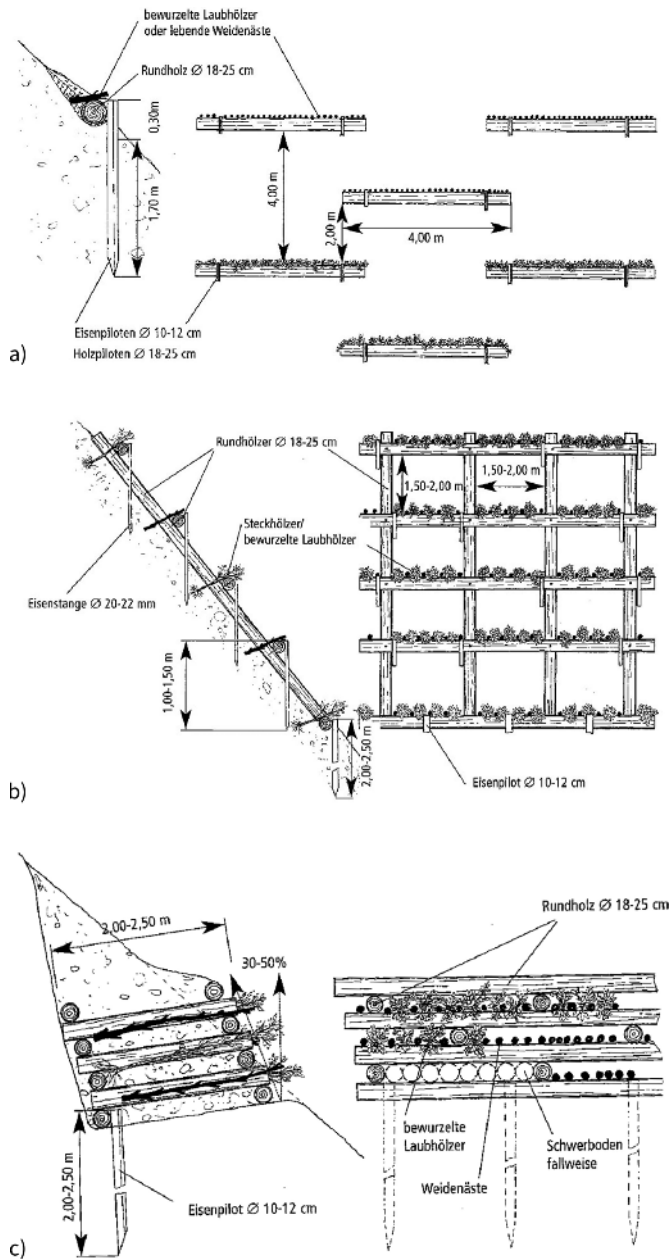 bewurzelte Laubhölzer
oder lebende Weidenäste
Rundholz Ø 18-25 cm
0,30m
1,70 m
4,00 m
2,00 m
4,00 m
Eisenpiloten Ø 10-12 cm
Holzpiloten Ø 18-25 cm
a)
Rundhölzer Ø 18-25 cm
1,50-2,00 m
1,50-2,00 m
Steckhölzer/
bewurzelte Laubhölzer
Eisenstange Ø 20-22 mm
1,00-1,50 m
2,00-2,50 m
Eisenpilot Ø 10-12 cm
b)
2,00-2,50 m
30-50%
Rundholz Ø 18-25 cm
bewurzelte
Laubhölzer
Weidenäste
Schwerboden
fallweise
2,00-2,50 m
Eisenpilot Ø 10-12 cm
c)